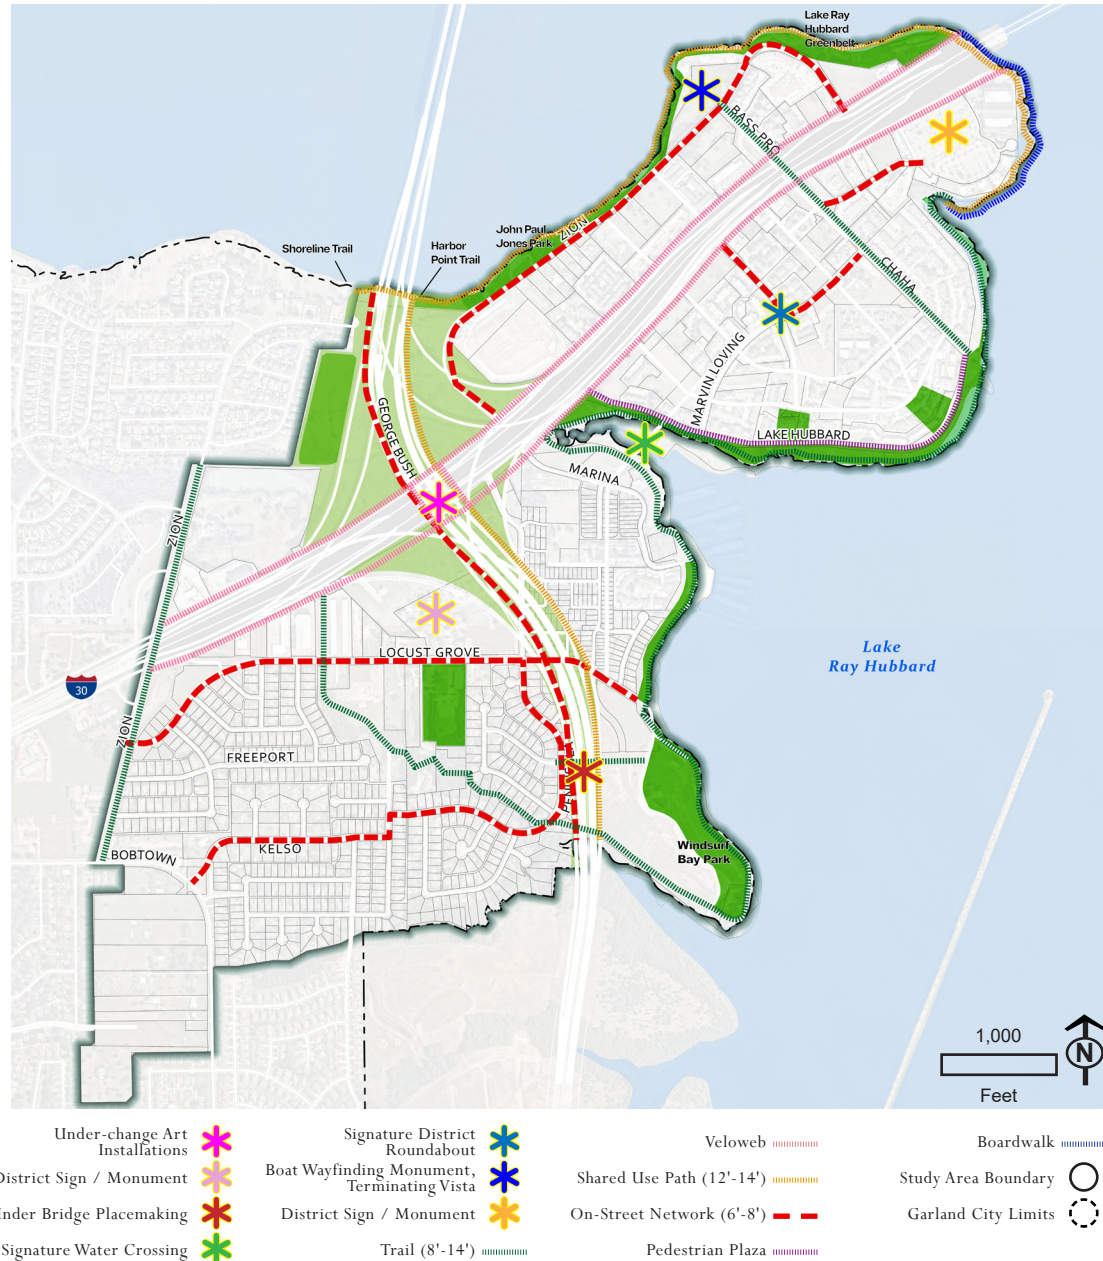 Lake Ray
Hubbard
Greenbelt
BASS PRO
ZION
John Paul
Jones Park
Harbor
Point Trail
Shoreline Trail
CHAHA
MARVIN LOVING
LAKE HUBBARD
GEORGE BUSH
MARINA
ZION
LOCUST GROVE
Lake
Ray Hubbard
30
ZION
FREEPORT
KELSO
BOBTOWN
Windsurf
Bay Park
1,000
Feet
N
Under-change Art
Installations
District Sign / Monument
Under Bridge Placemaking
Signature Water Crossing
Signature District
Roundabout
Boat Wayfinding Monument,
Terminating Vista
District Sign / Monument
Trail (8'-14')
Veloweb
Shared Use Path (12'-14')
On-Street Network (6'-8')
Pedestrian Plaza
Boardwalk
Study Area Boundary
Garland City Limits